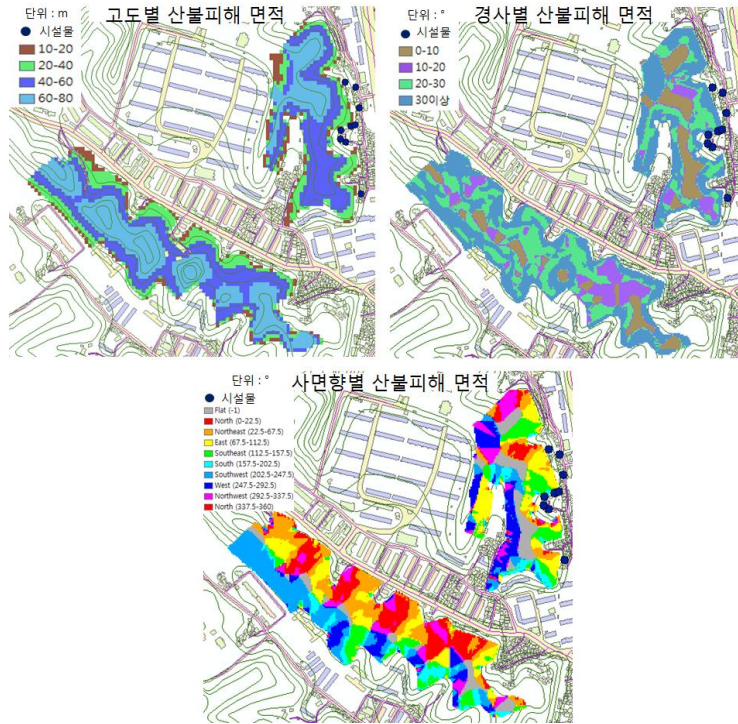 고도별 산불피해 면적
단위 : m
시설물
10-20
20-40
40-60
60-80
경사별 산불피해 면적
단위 : °
시설물
0-10
10-20
20-30
30이상
사면향별 산불피해 면적
단위 : °
시설물
Flat (-1)
North (0-22.5)
Northeast (22.5-67.5)
East (67.5-112.5)
Southeast (112.5-157.5)
South (157.5-202.5)
Southwest (202.5-247.5)
West (247.5-292.5)
Northwest (292.5-337.5)
North (337.5-360)